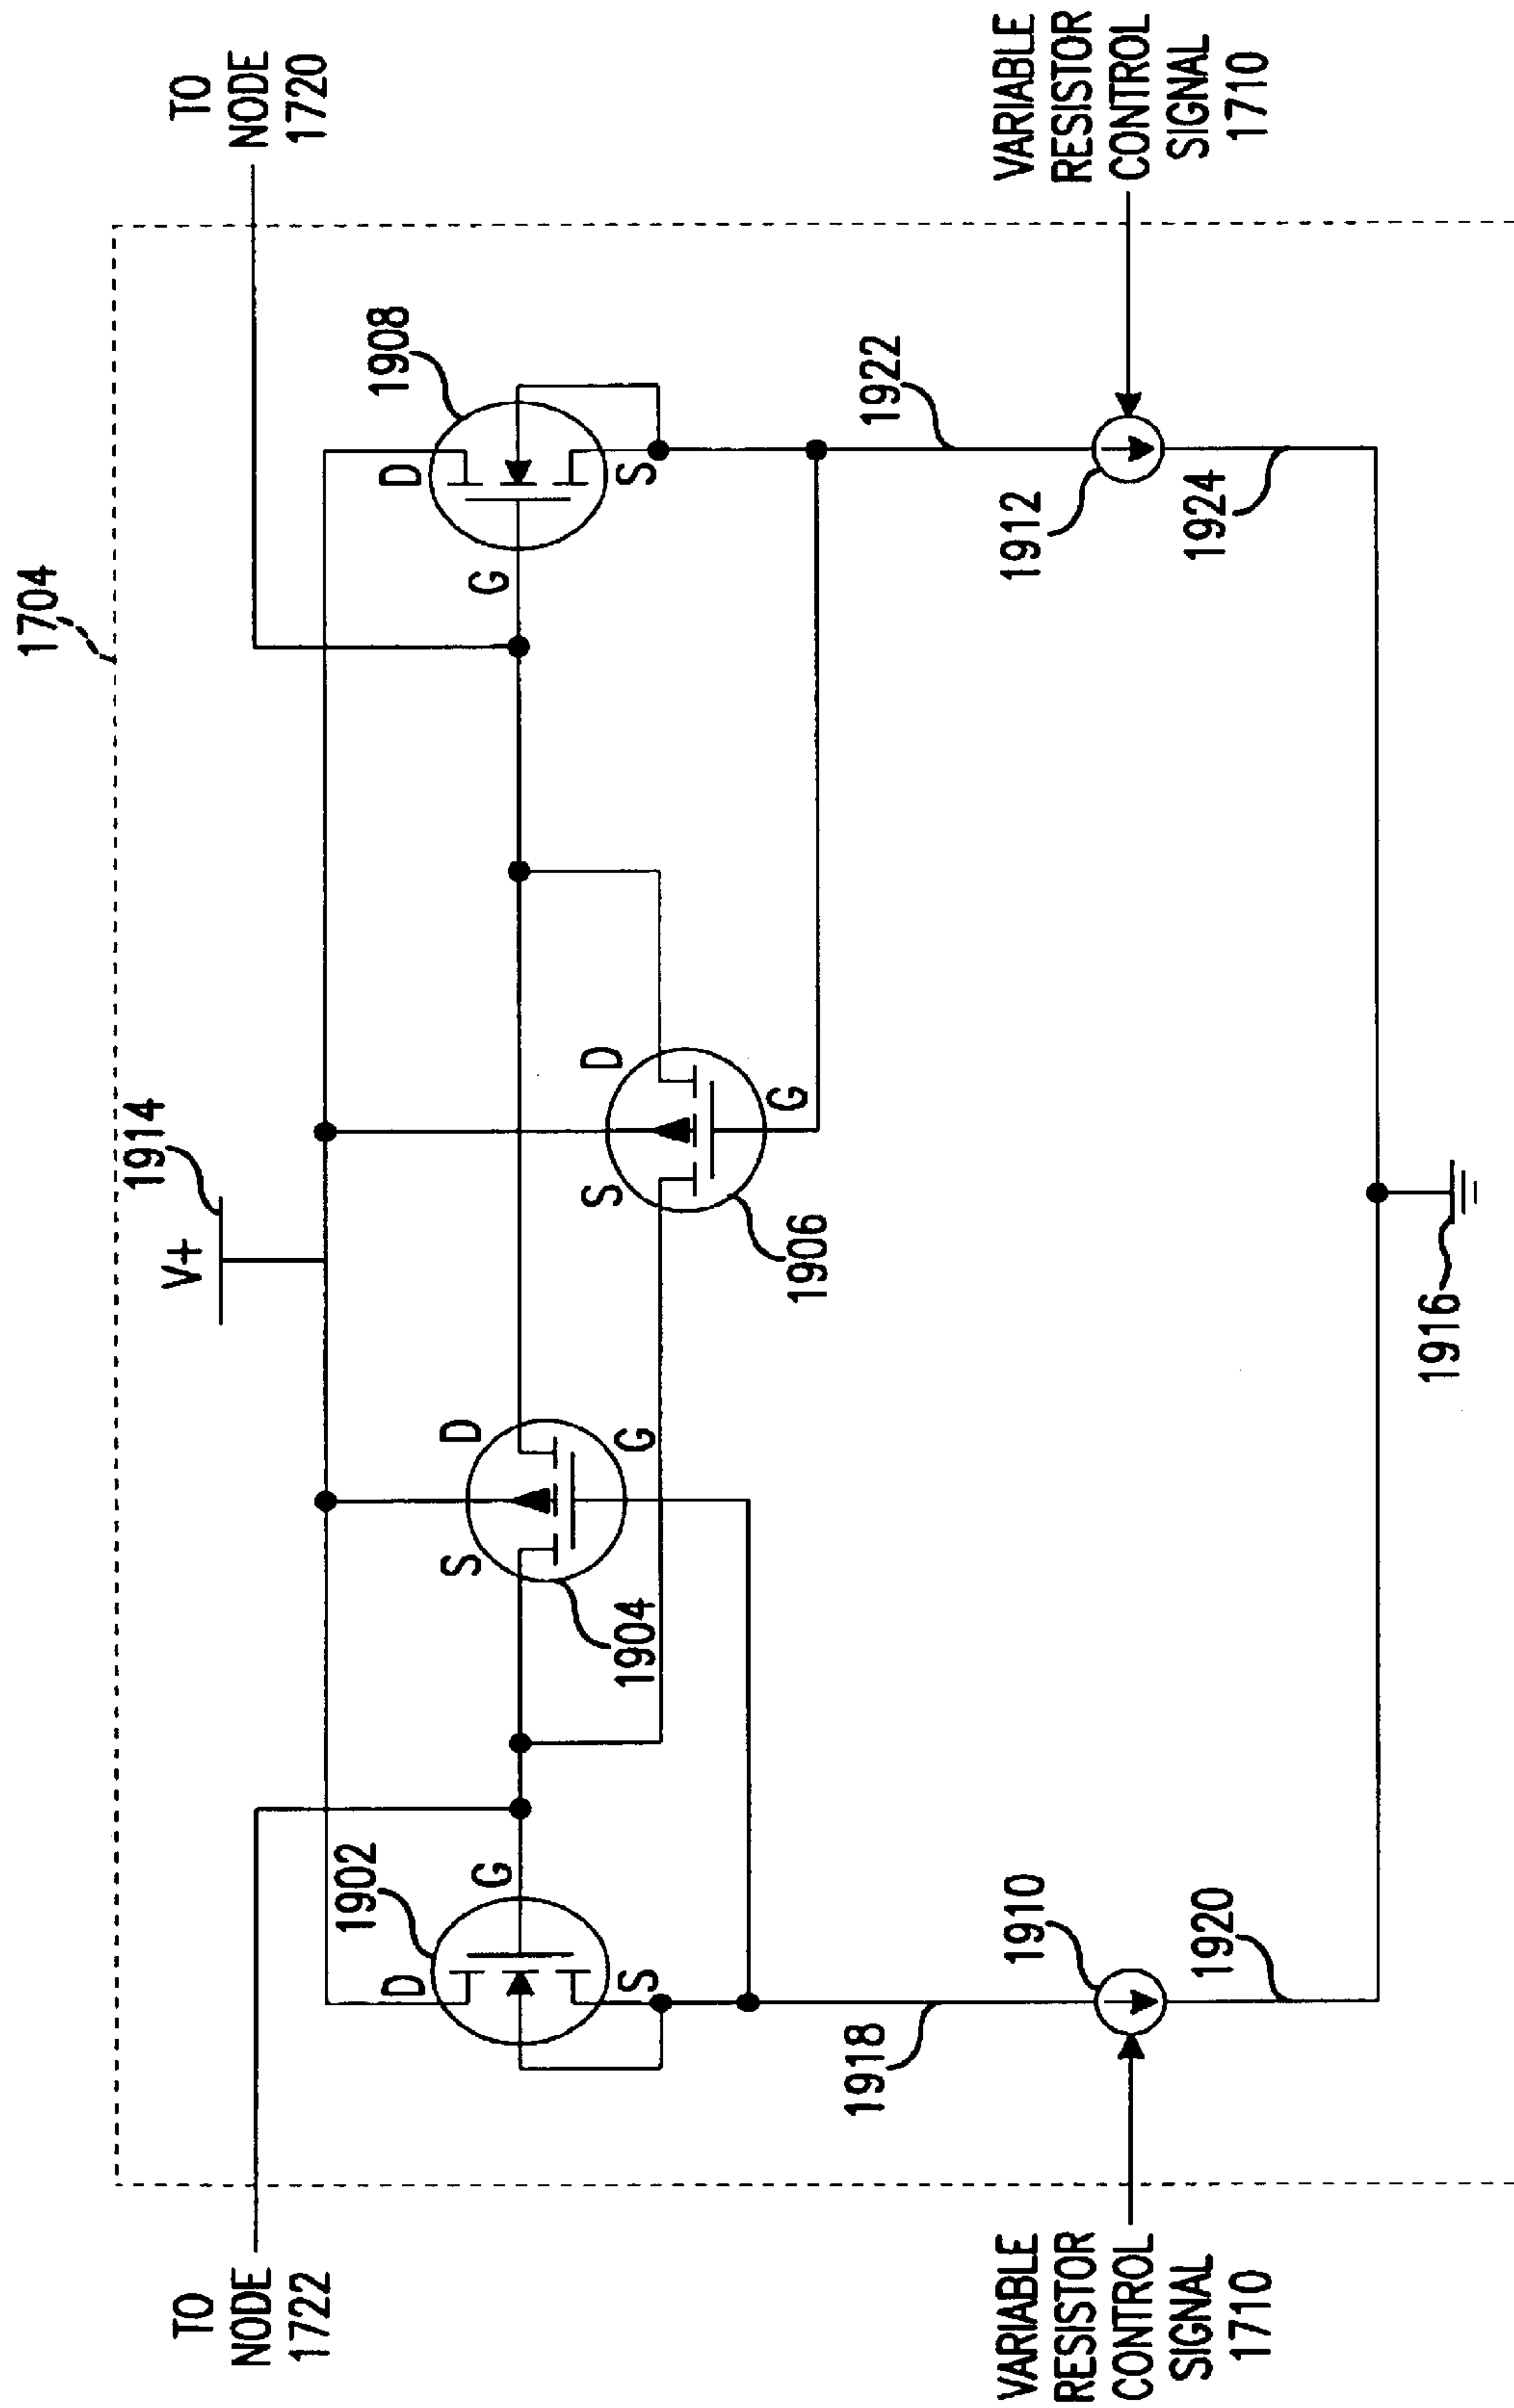 1704
1914
V+
TO
NODE
1722
TO
NODE
1720
1902
D
G
S
S
D
G
1904
S
D
G
1906
1908
D
G
S
1918
1922
VARIABLE
RESISTOR
CONTROL
SIGNAL
1710
1910
1920
1912
1924
VARIABLE
RESISTOR
CONTROL
SIGNAL
1710
1916